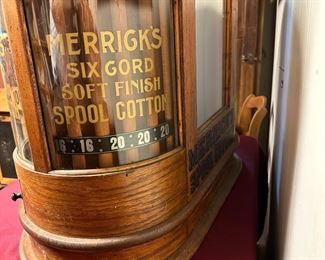 MERRICK'S
SIX CORD
SOFT FINISH
SPOOL COTTON
16 · 16 : 20 : 20 : 20